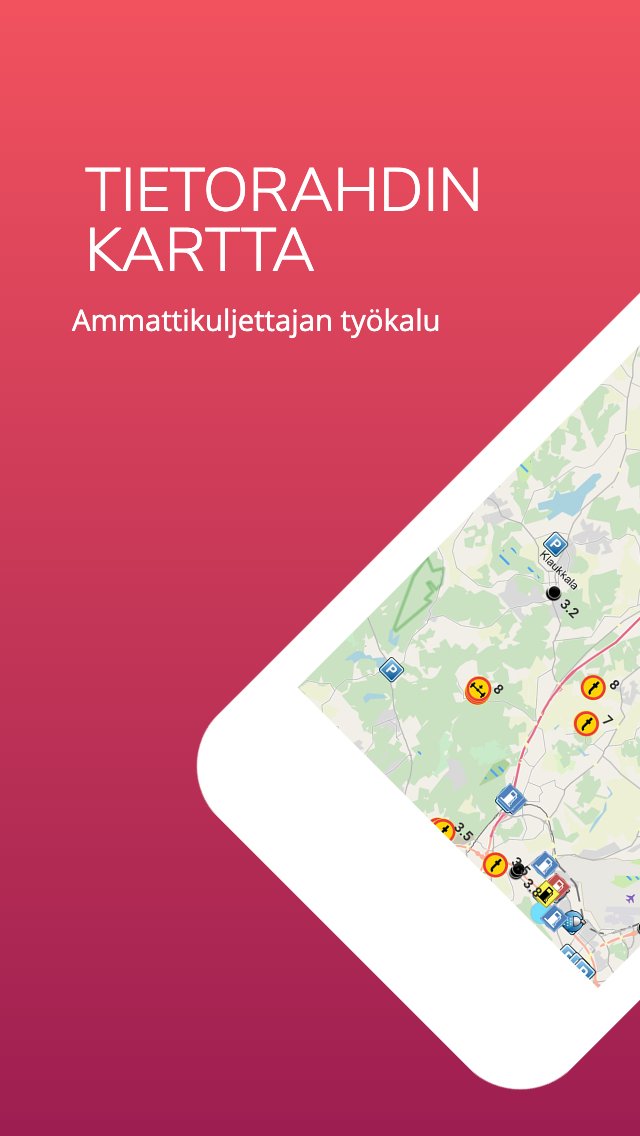 TIETORAHDIN
KARTTA
Ammattikuljettajan työkalu
P
Klaukkala
3.2
P
8
8
7
3.5
3.8